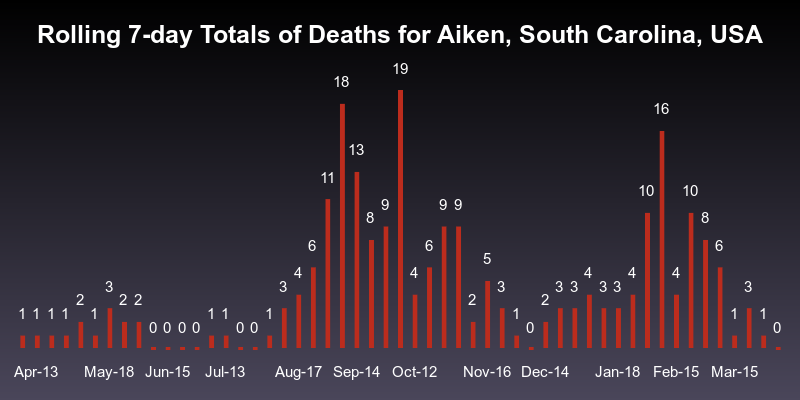 Rolling 7-day Totals of Deaths for Aiken, South Carolina, USA
1 1 1 1 2 1 3 2 2 0 0 0 0 1 1 0 0 1 3 4 6 11 18 13 8 9 19 4 6 9 9 2 5 3 1 0 2 3 3 4 3 3 4 10 16 4 10 8 6 1 3 1 0
Apr-13 May-18 Jun-15 Jul-13 Aug-17 Sep-14 Oct-12 Nov-16 Dec-14 Jan-18 Feb-15 Mar-15